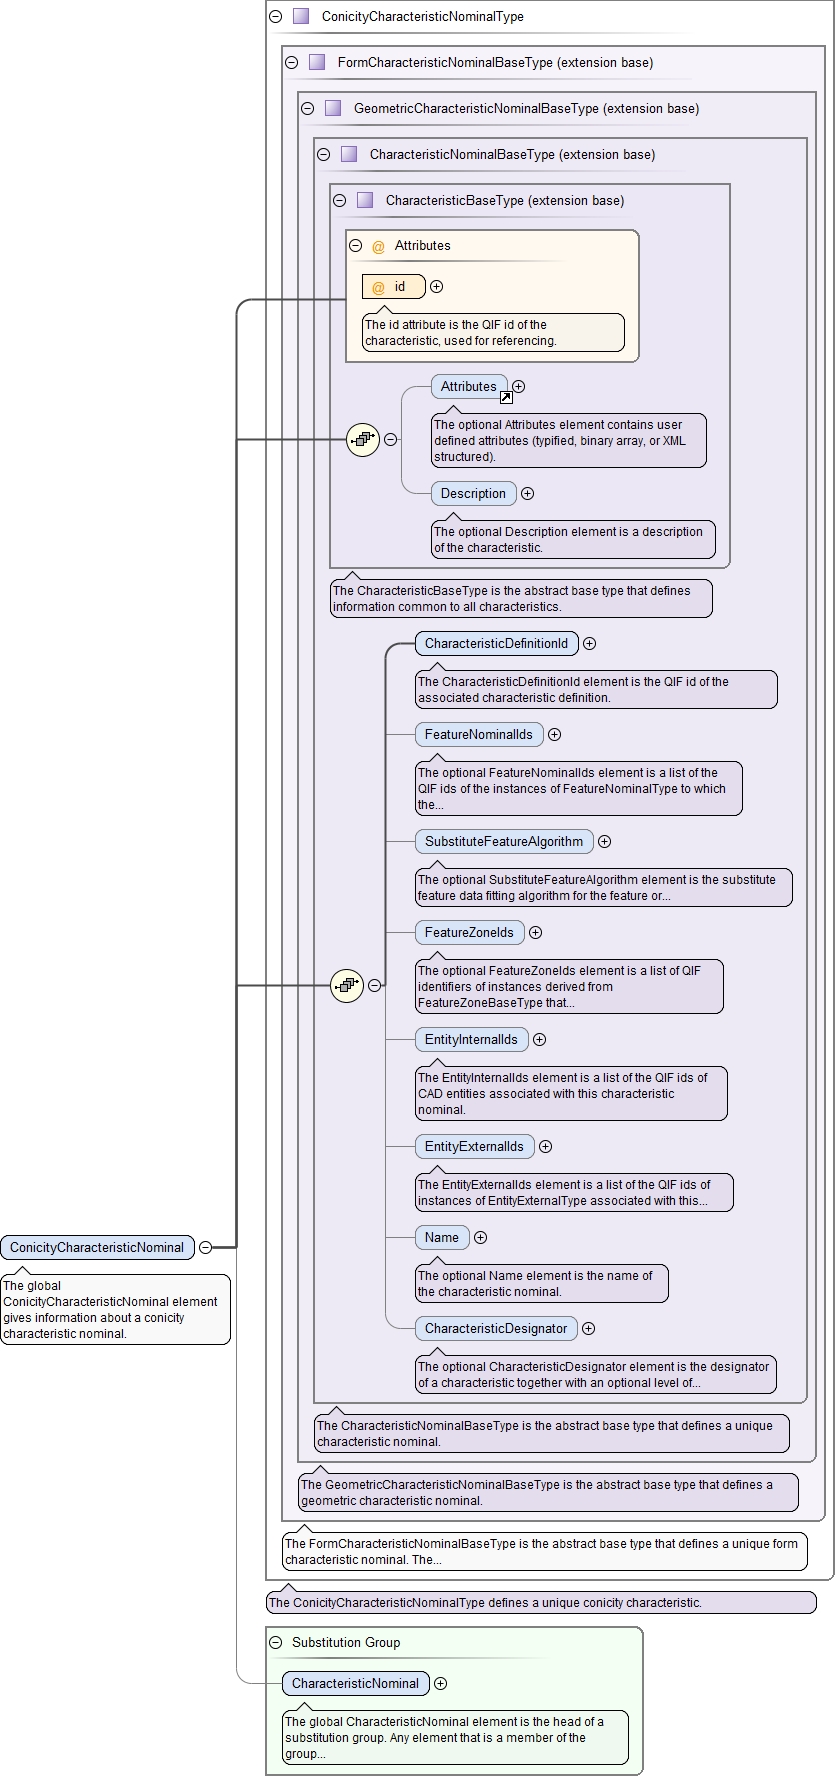 ConicityCharacteristicNominalType
FormCharacteristicNominalBaseType (extension base)
GeometricCharacteristicNominalBaseType (extension base)
CharacteristicNominalBaseType (extension base)
CharacteristicBaseType (extension base)
@ Attributes
@ id
The id attribute is the QIF id of the
characteristic, used for referencing.
Attributes
The optional Attributes element contains user
defined attributes (typified, binary array, or XML
structured).
Description
The optional Description element is a description
of the characteristic.
The CharacteristicBaseType is the abstract base type that defines
information common to all characteristics.
CharacteristicDefinitionId
The CharacteristicDefinitionId element is the QIF id of the
associated characteristic definition.
FeatureNominalIds
The optional FeatureNominalIds element is a list of the
QIF ids of the instances of FeatureNominalType to which
the...
SubstituteFeatureAlgorithm
The optional SubstituteFeatureAlgorithm element is the substitute
feature data fitting algorithm for the feature or...
FeatureZoneIds
The optional FeatureZoneIds element is a list of QIF
identifiers of instances derived from
FeatureZoneBaseType that...
EntityInternalIds
The EntityInternalIds element is a list of the QIF ids of
CAD entities associated with this characteristic
nominal.
EntityExternalIds
The EntityExternalIds element is a list of the QIF ids of
instances of EntityExternalType associated with this...
Name
The optional Name element is the name of
the characteristic nominal.
CharacteristicDesignator
The optional CharacteristicDesignator element is the designator
of a characteristic together with an optional level of...
The CharacteristicNominalBaseType is the abstract base type that defines a unique
characteristic nominal.
The GeometricCharacteristicNominalBaseType is the abstract base type that defines a
geometric characteristic nominal.
The FormCharacteristicNominalBaseType is the abstract base type that defines a unique form
characteristic nominal. The...
The ConicityCharacteristicNominalType defines a unique conicity characteristic.
ConicityCharacteristicNominal
The global
ConicityCharacteristicNominal element
gives information about a conicity
characteristic nominal.
Substitution Group
CharacteristicNominal
The global CharacteristicNominal element is the head of a
substitution group. Any element that is a member of the
group...